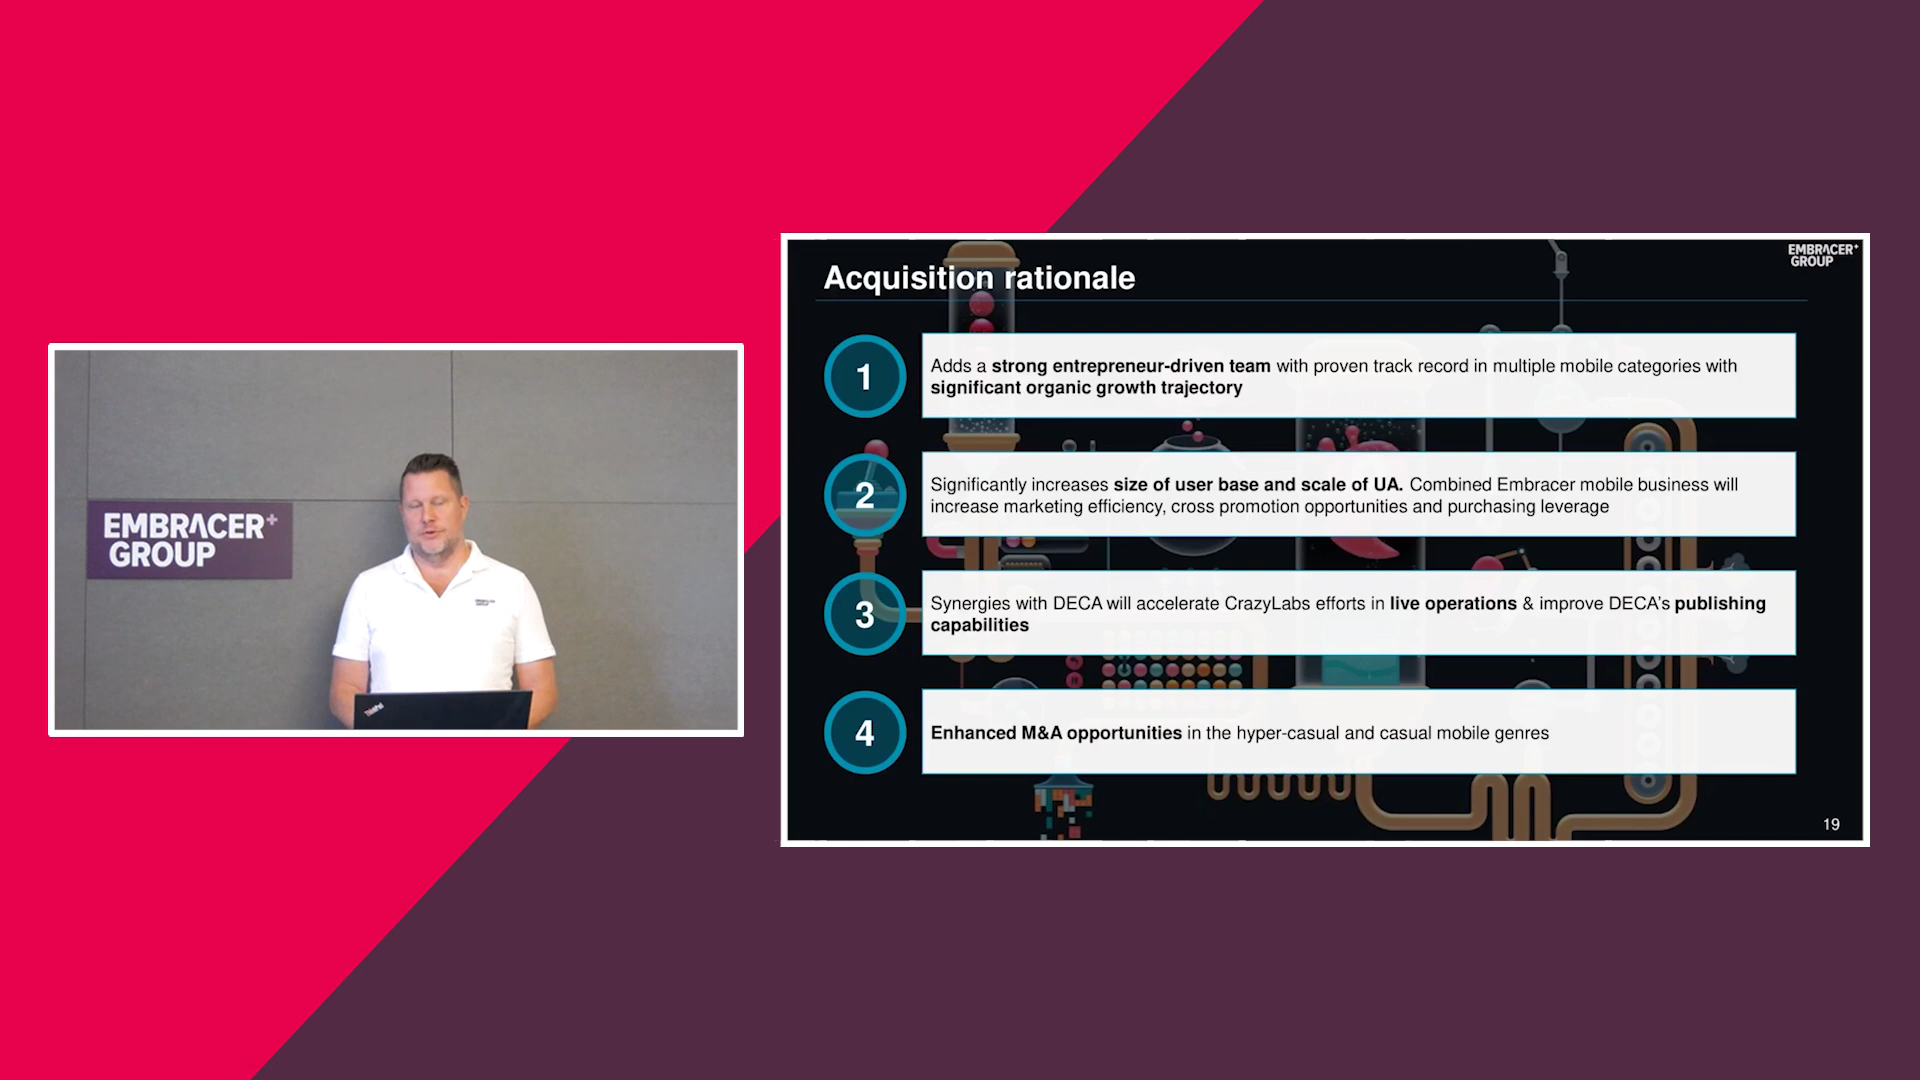 EMBRACER+
GROUP
ThinkPad
EMBRACER+
GROUP
Acquisition rationale
1
Adds a strong entrepreneur-driven team with proven track record in multiple mobile categories with
significant organic growth trajectory
2
Significantly increases size of user base and scale of UA. Combined Embracer mobile business will
increase marketing efficiency, cross promotion opportunities and purchasing leverage
3
Synergies with DECA will accelerate CrazyLabs efforts in live operations & improve DECA's publishing
capabilities
4
Enhanced M&A opportunities in the hyper-casual and casual mobile genres
19